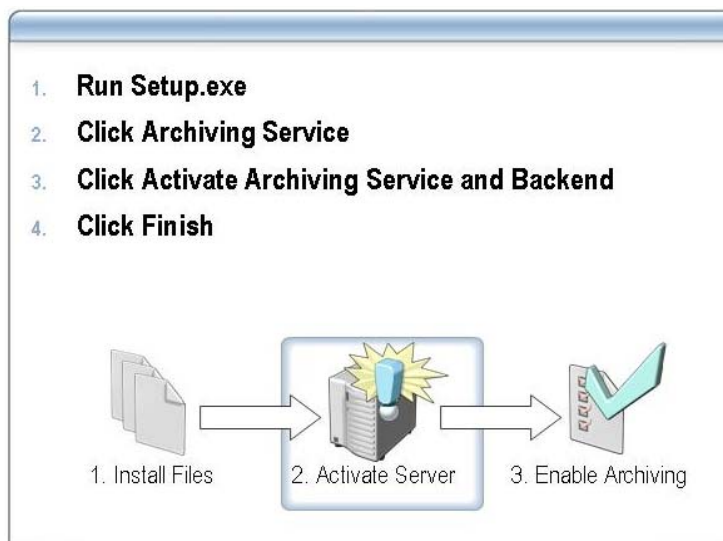 1. Run Setup.exe
2. Click Archiving Service
3. Click Activate Archiving Service and Backend
4. Click Finish
1. Install Files
2. Activate Server
3. Enable Archiving